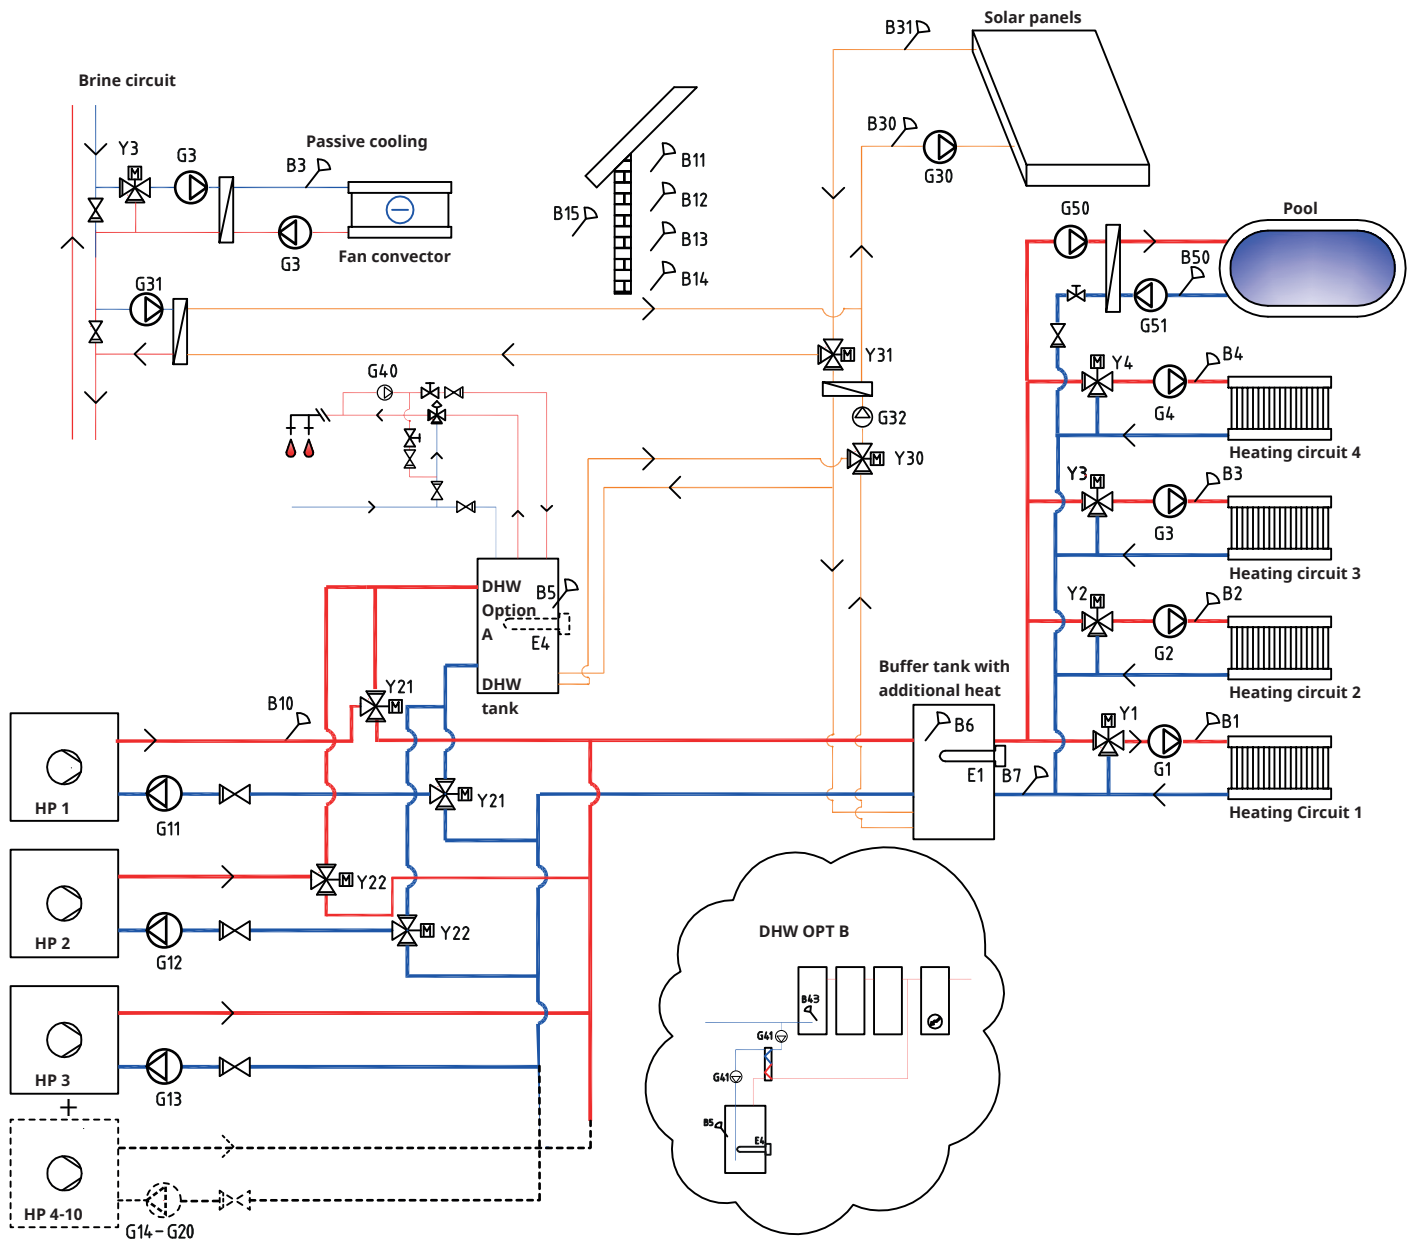 Solar panels
B31
Brine circuit
Passive cooling
Y3
G3
B3
B30
G30
B11
B12
B13
B14
B15
G3
Fan convector
G31
G50
Pool
B50
G51
Y31
G40
G32
Y30
Y4
B4
G4
Heating circuit 4
Y3
B3
G3
Heating circuit 3
Y2
B2
G2
Heating circuit 2
DHW
Option
A
B5
E4
DHW
tank
Buffer tank with
additional heat
B6
E1
B7
Y1
B1
G1
Heating Circuit 1
Y21
B10
M
M
M
M
M
M
M
M
M
M
M
HP 1
G11
Y21
HP 2
G12
Y22
Y22
HP 3
G13
+
HP 4-10
G14-G20
DHW OPT B
B43
G41
G41
B5
E4